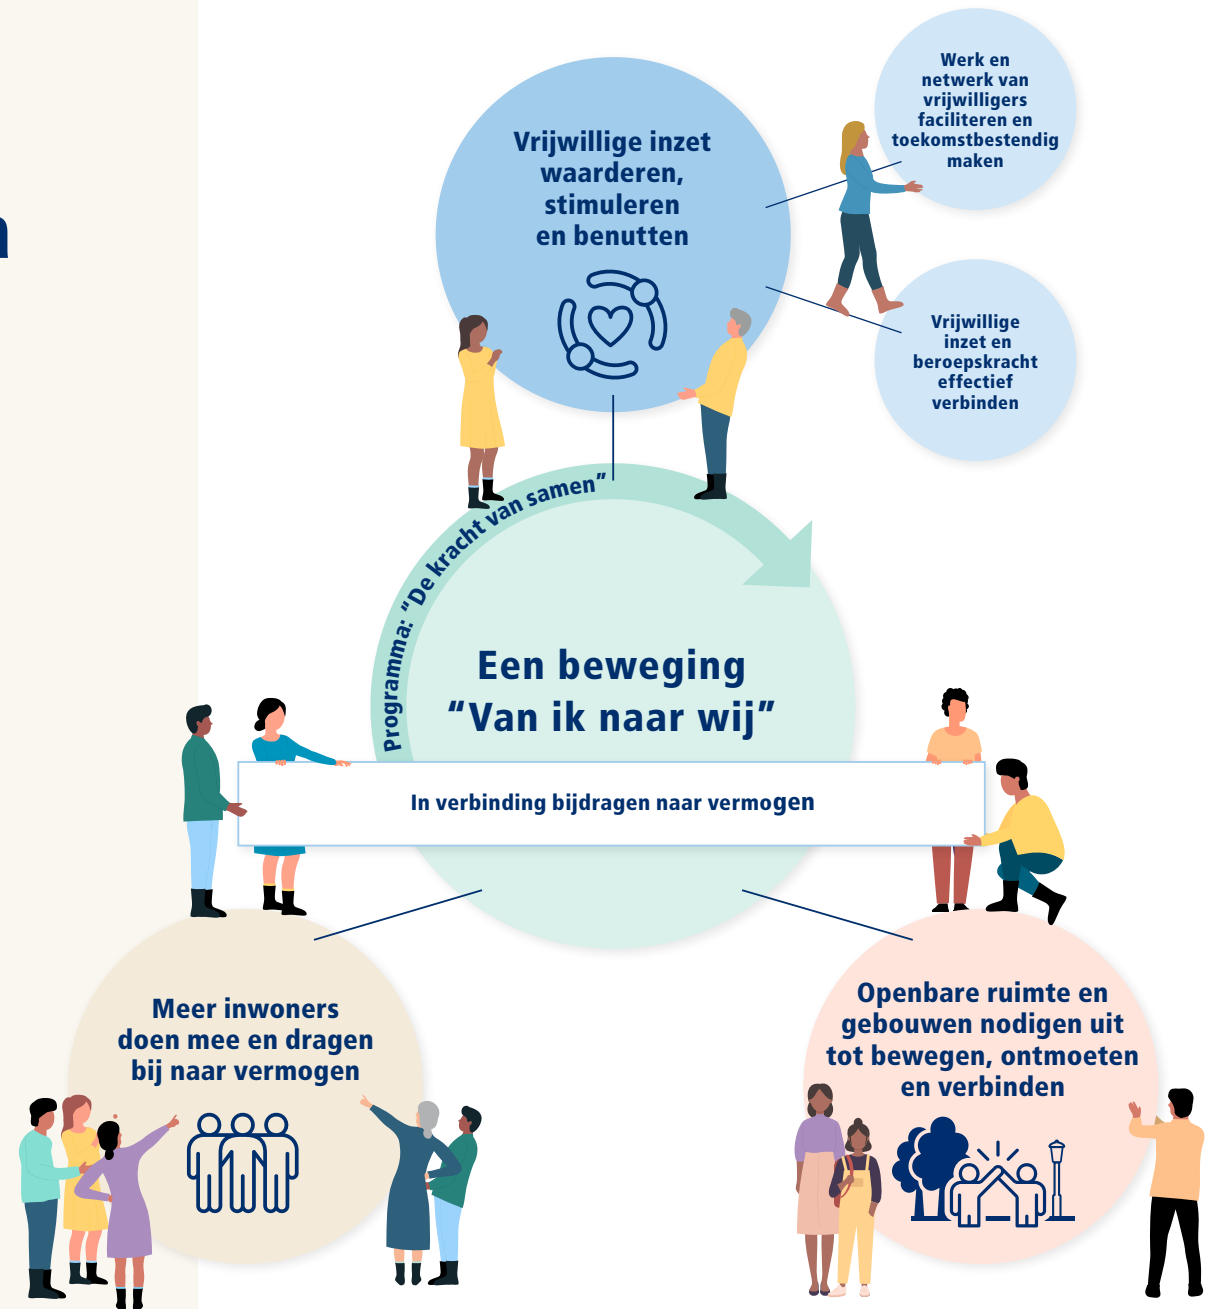 Werk en
netwerk van
vrijwilligers
faciliteren en
toekomstbestendig
maken
Vrijwillige inzet
waarderen,
stimuleren
en benutten
n
Vrijwillige
inzet en
beroepskracht
effectief
verbinden
Programma: “De kracht van samen”
Een beweging
“Van ik naar wij”
In verbinding bijdragen naar vermogen
Meer inwoners
doen mee en dragen
bij naar vermogen
Openbare ruimte en
gebouwen nodigen uit
tot bewegen, ontmoeten
en verbinden